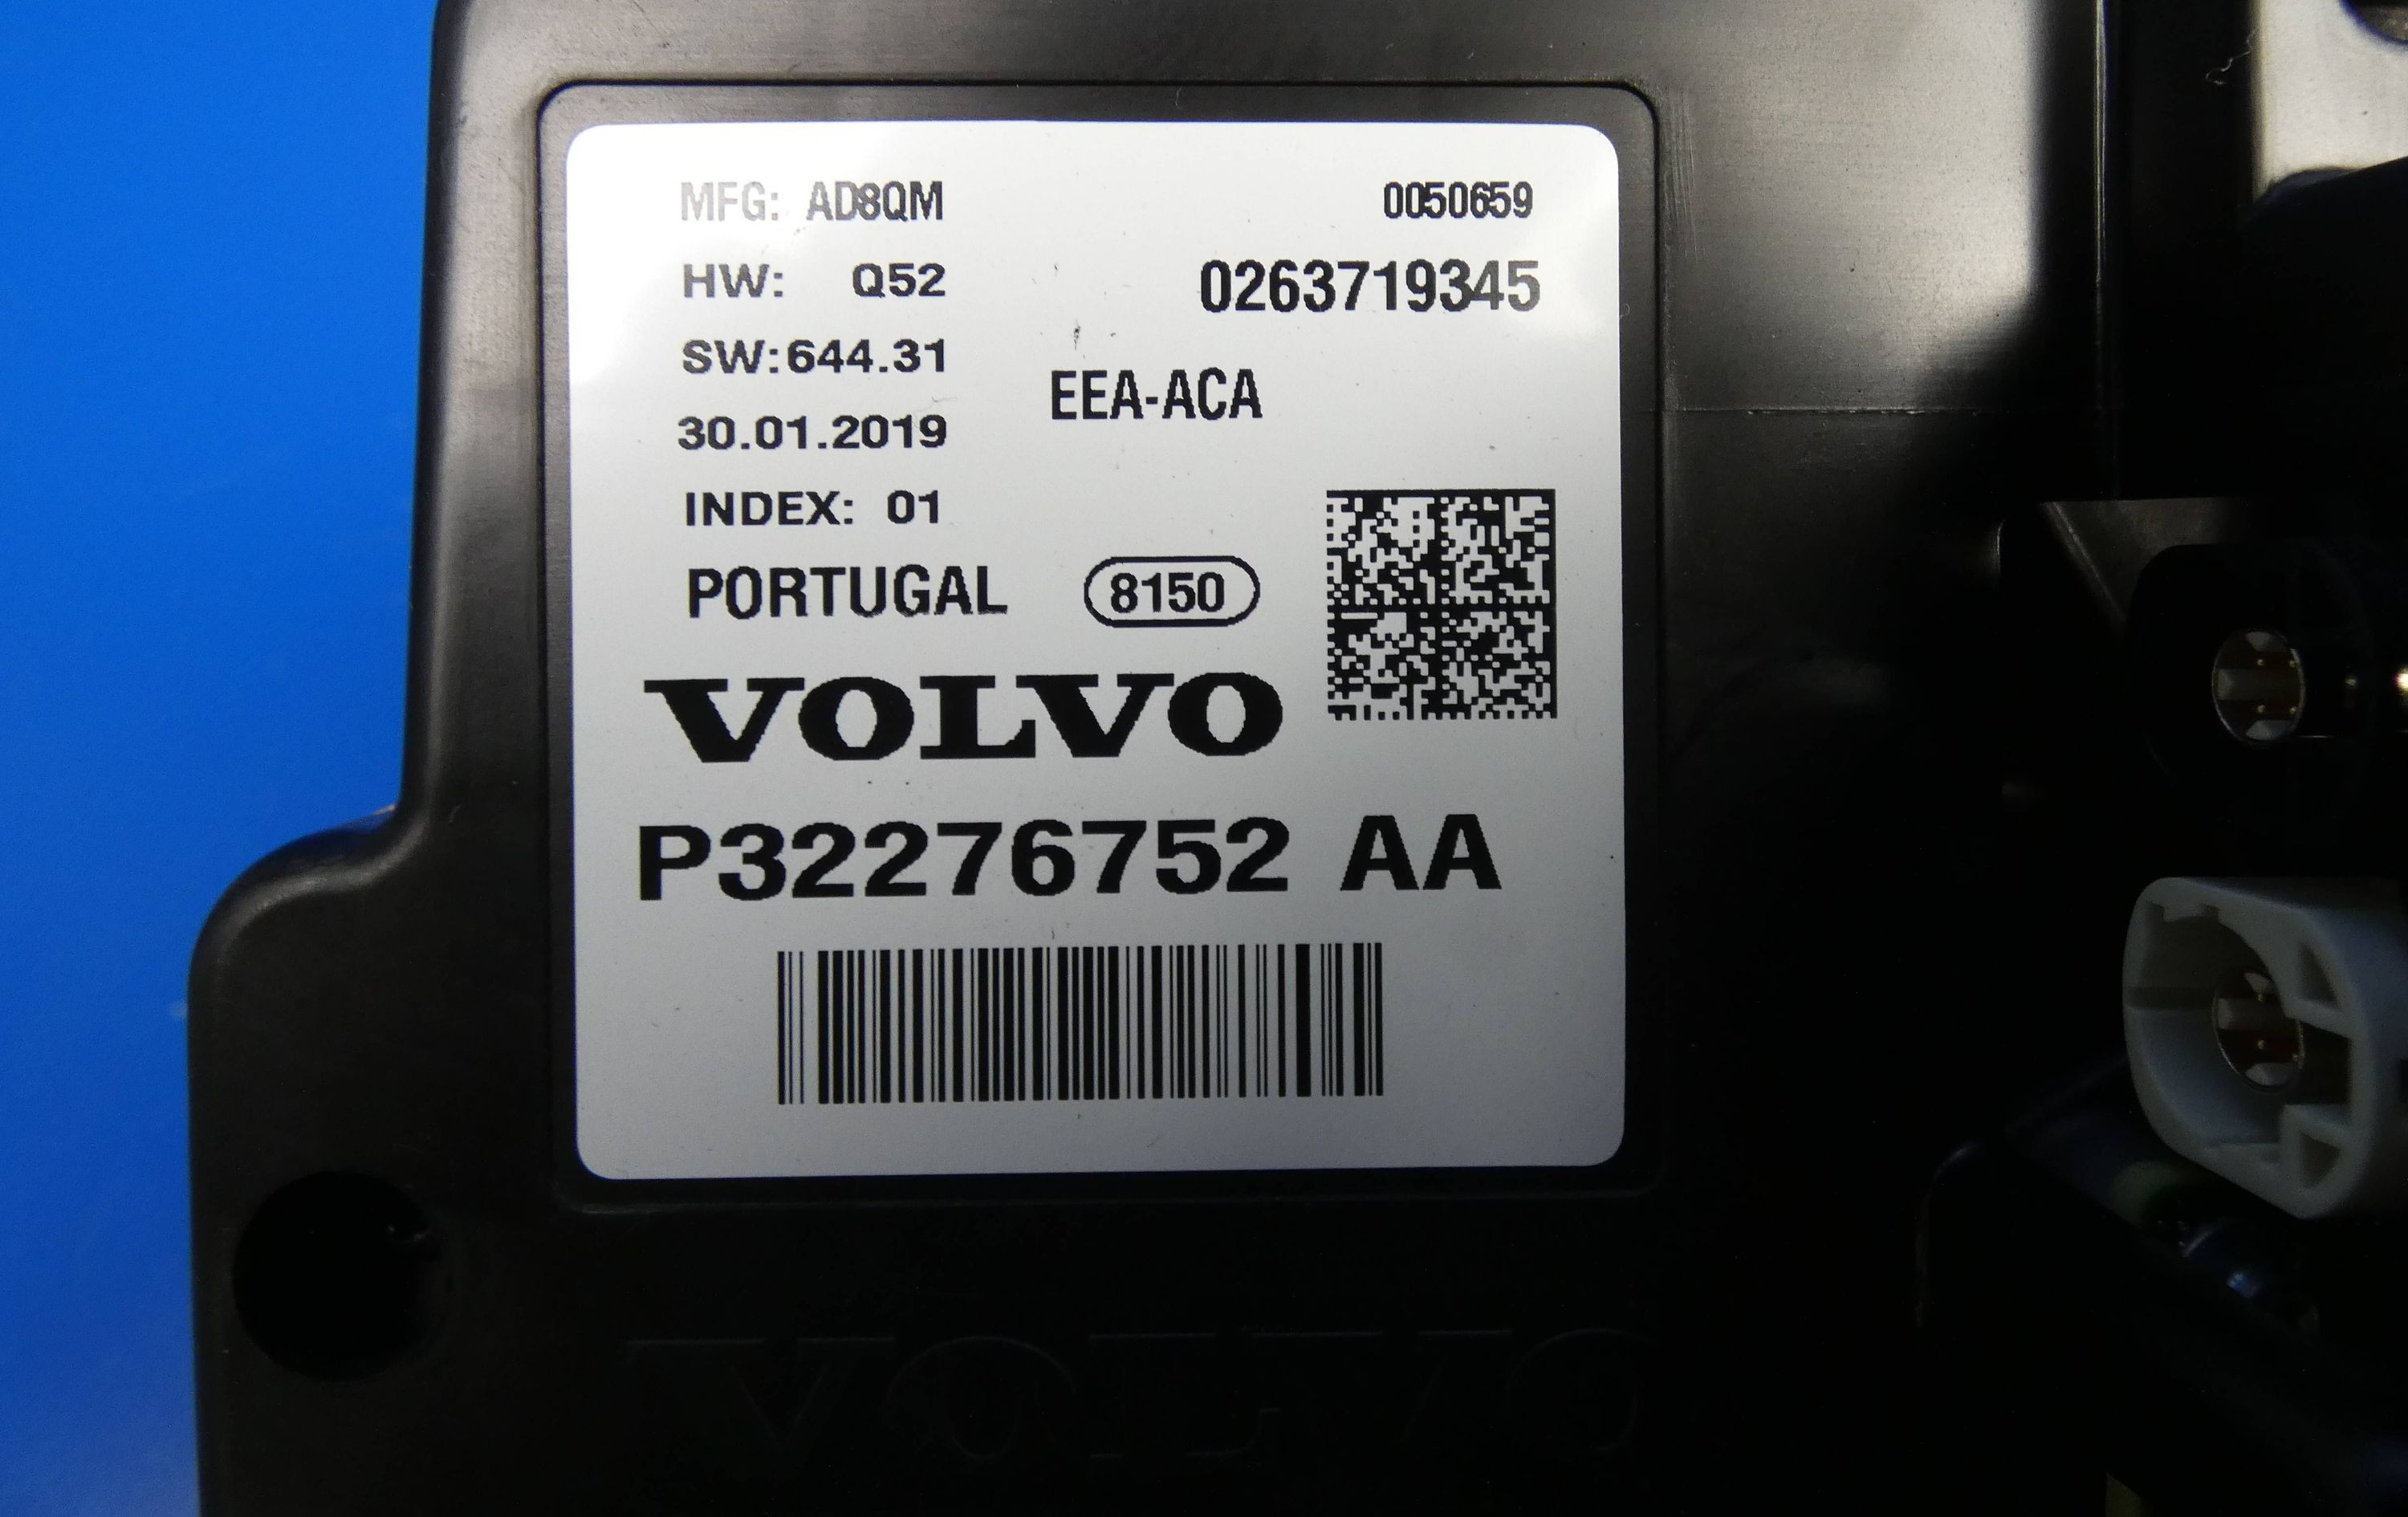 MFG: AD8QM 0050659
HW: Q52 0263719345
SW:644.31
EEA-ACA
30.01.2019
INDEX: 01
PORTUGAL 8150
VOLVO
P32276752 AA
VOLVO